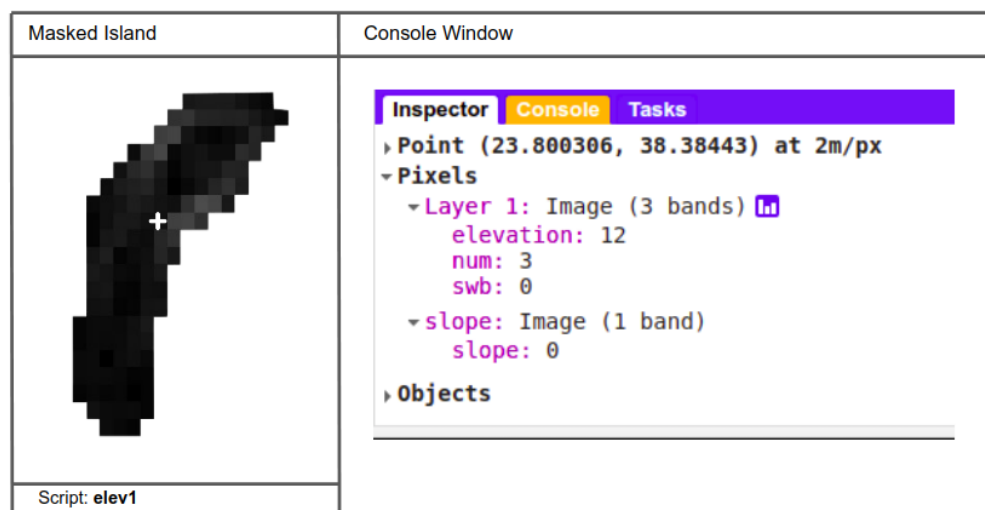 Masked Island
Console Window
Inspector Console Tasks
Point (23.800306, 38.38443) at 2m/px
Pixels
Layer 1: Image (3 bands)
elevation: 12
num: 3
swb: 0
slope: Image (1 band)
slope: 0
Objects
Script: elev1